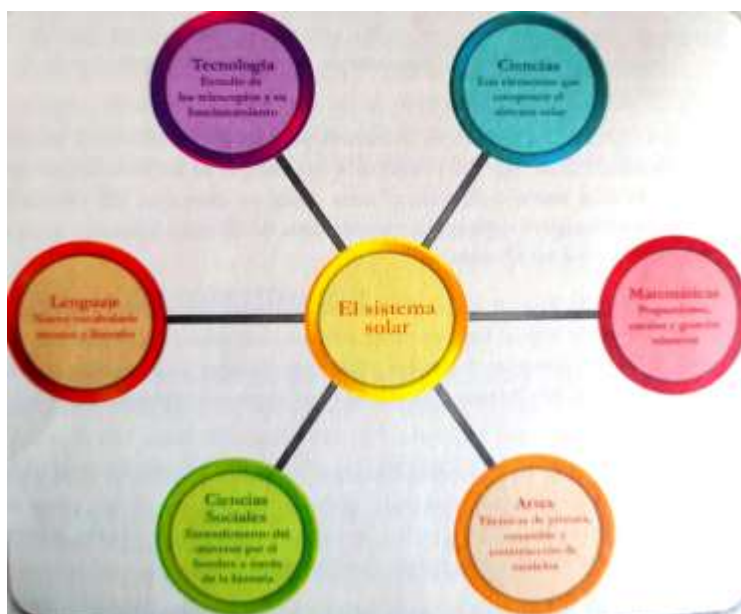 Tecnología
Estudio de
los telescopios y su
funcionamiento
Ciencias
Los elementos que
componen el
sistema solar
Lenguaje
Nuevo vocabulario
El sistema
solar
Matemáticas
Proporciones,
Ciencias
Sociales
Entendimiento del
universo por el
hombre a través
de la historia
Artes
Técnicas de pintura,
ensamble y
construcción de
modelos